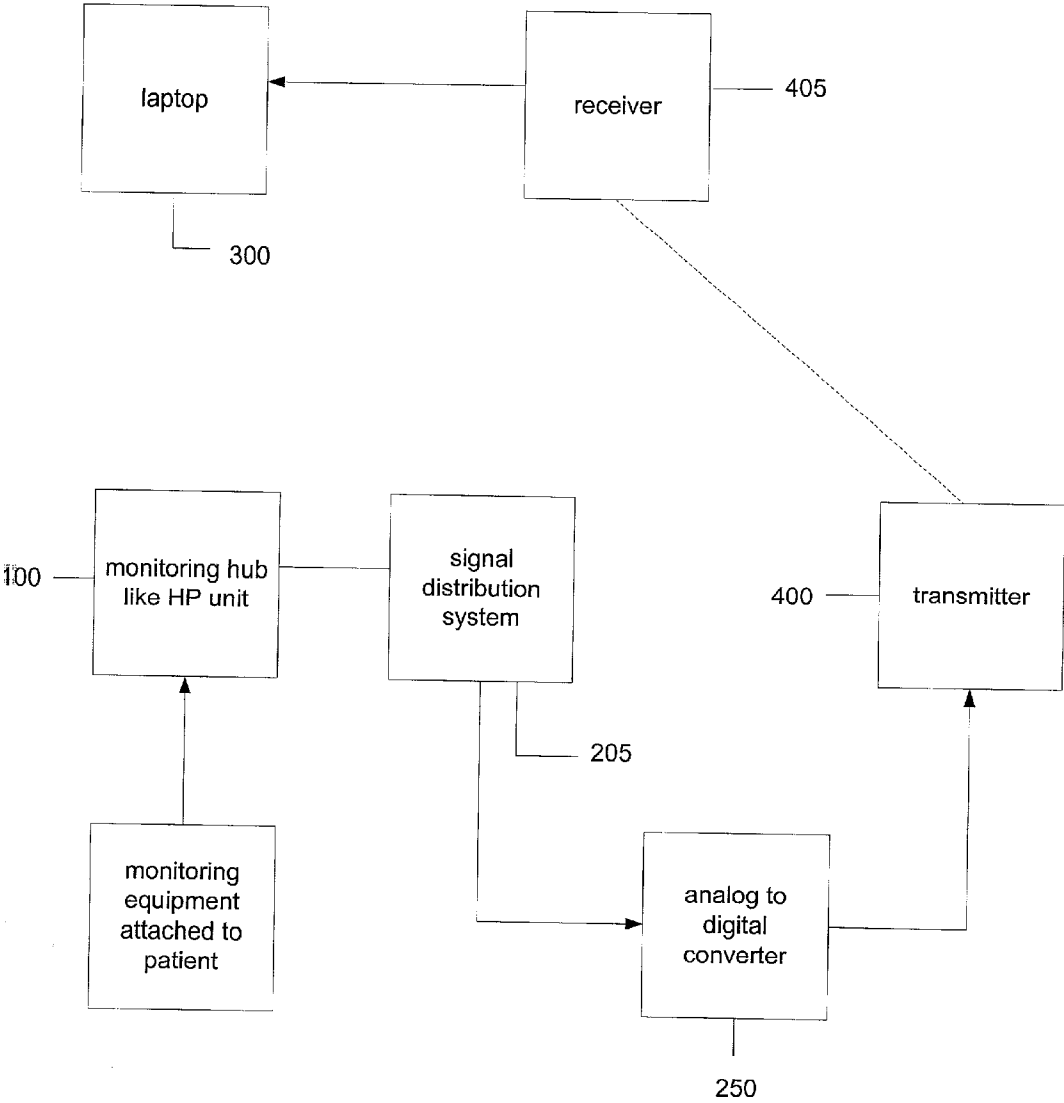 laptop
receiver
405
300
monitoring hub
like HP unit
100
signal
distribution
system
400
transmitter
205
monitoring
equipment
attached to
patient
analog to
digital
converter
250